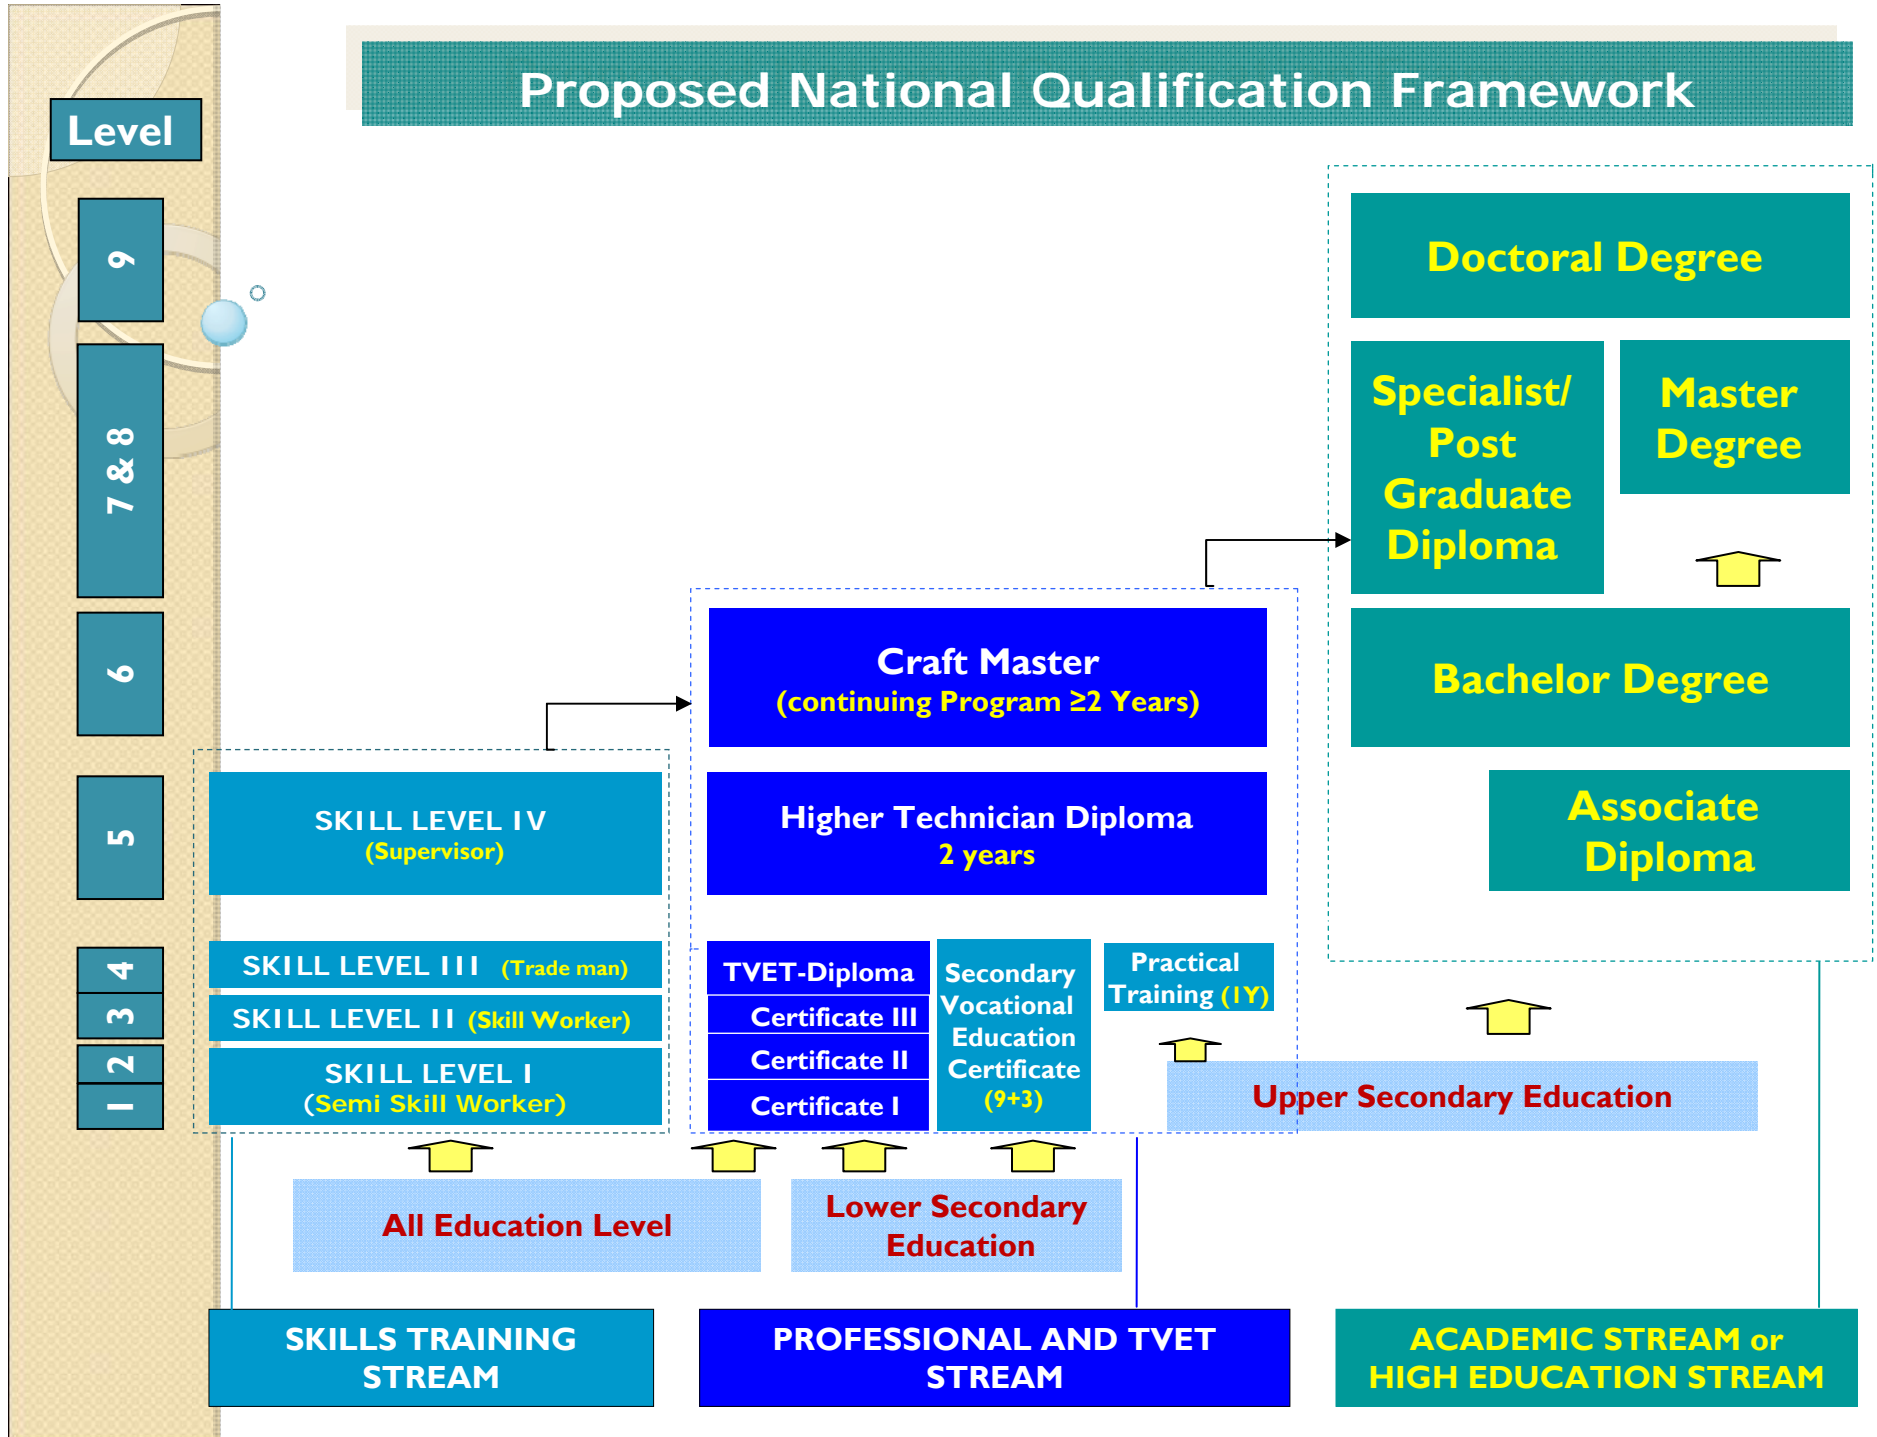 Proposed National Qualification Framework
Level
9
7 & 8
6
5
4
3
2
1
Doctoral Degree
Specialist/
Post
Graduate
Diploma
Master
Degree
Bachelor Degree
Associate
Diploma
Craft Master
(continuing Program ≥2 Years)
Higher Technician Diploma
2 years
SKILL LEVEL IV
(Supervisor)
SKILL LEVEL III (Trade man)
SKILL LEVEL II (Skill Worker)
SKILL LEVEL I
(Semi Skill Worker)
TVET-Diploma
Certificate III
Certificate II
Certificate I
Secondary
Vocational
Education
Certificate
(9+3)
Practical
Training (1Y)
Upper Secondary Education
All Education Level
Lower Secondary
Education
SKILLS TRAINING
STREAM
PROFESSIONAL AND TVET
STREAM
ACADEMIC STREAM or
HIGH EDUCATION STREAM